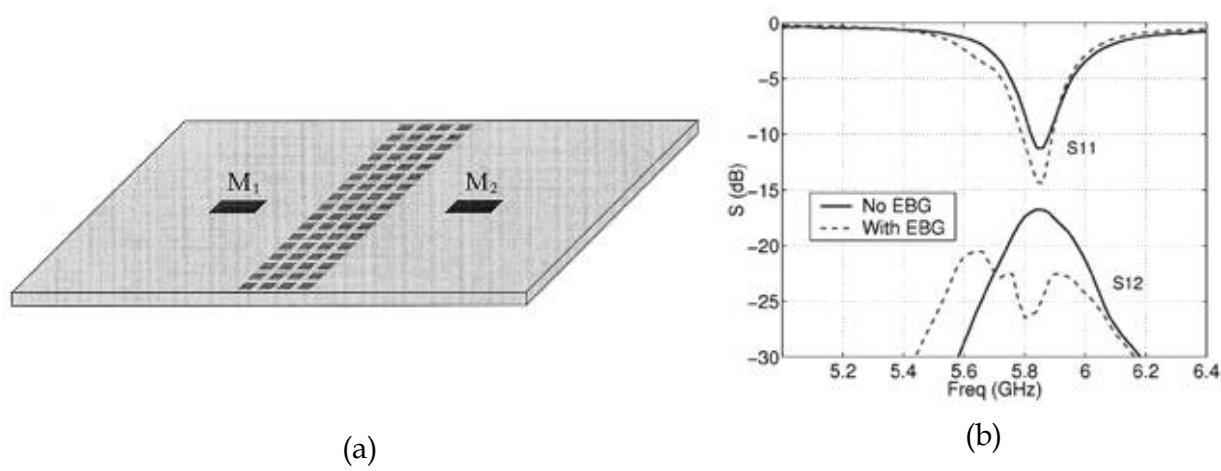 M1
M2
(a)
0
−5
−10
−15
−20
−25
−30
S (dB)
S11
No EBG
With EBG
S12
5.2
5.4
5.6
5.8
6
6.2
6.4
Freq (GHz)
(b)